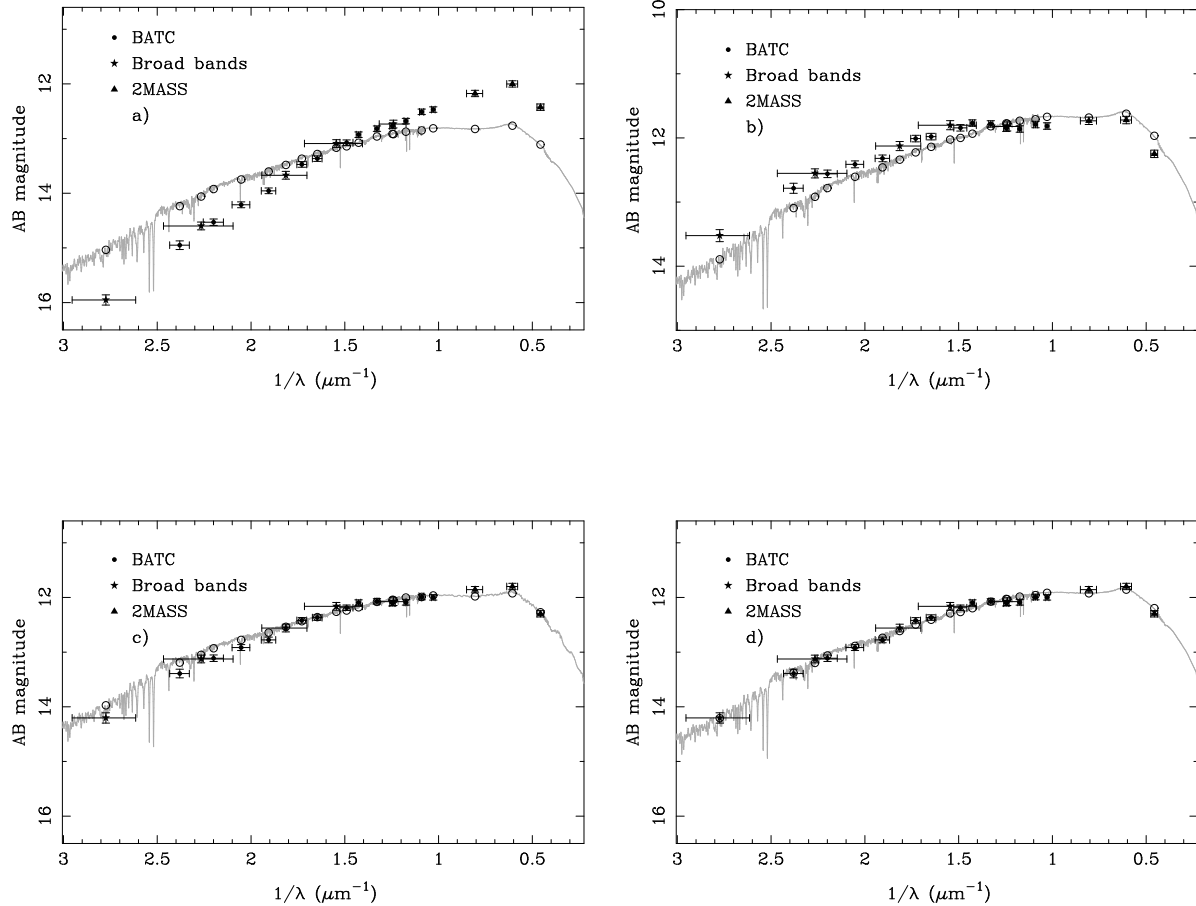 BATC
Broad bands
2MASS
a)
12
14
16
AB magnitude
3 2.5 2 1.5 1 0.5
1/λ (μm⁻¹)
BATC
Broad bands
2MASS
b)
10
12
14
AB magnitude
3 2.5 2 1.5 1 0.5
1/λ (μm⁻¹)
BATC
Broad bands
2MASS
c)
12
14
16
AB magnitude
3 2.5 2 1.5 1 0.5
1/λ (μm⁻¹)
BATC
Broad bands
2MASS
d)
12
14
16
AB magnitude
3 2.5 2 1.5 1 0.5
1/λ (μm⁻¹)